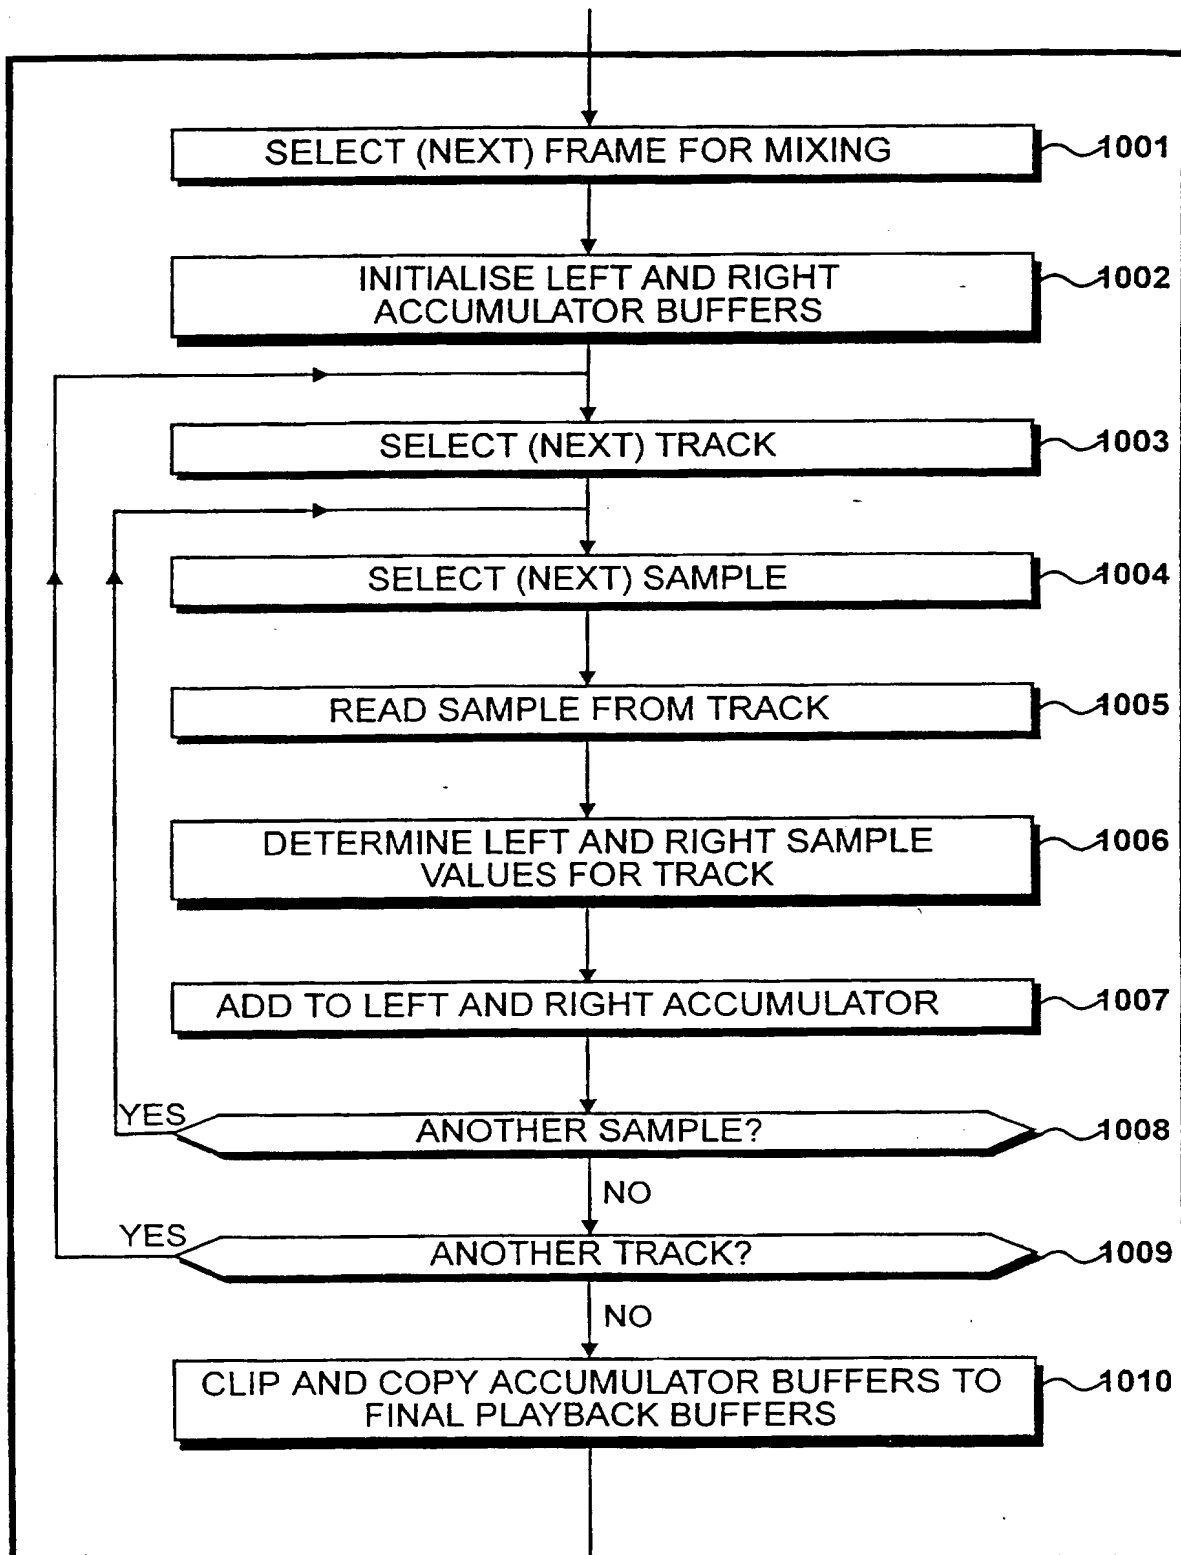 SELECT (NEXT) FRAME FOR MIXING
1001
INITIALISE LEFT AND RIGHT
ACCUMULATOR BUFFERS
1002
SELECT (NEXT) TRACK
1003
SELECT (NEXT) SAMPLE
1004
READ SAMPLE FROM TRACK
1005
DETERMINE LEFT AND RIGHT SAMPLE
VALUES FOR TRACK
1006
ADD TO LEFT AND RIGHT ACCUMULATOR
1007
YES
ANOTHER SAMPLE?
1008
NO
YES
ANOTHER TRACK?
1009
NO
CLIP AND COPY ACCUMULATOR BUFFERS TO
FINAL PLAYBACK BUFFERS
1010